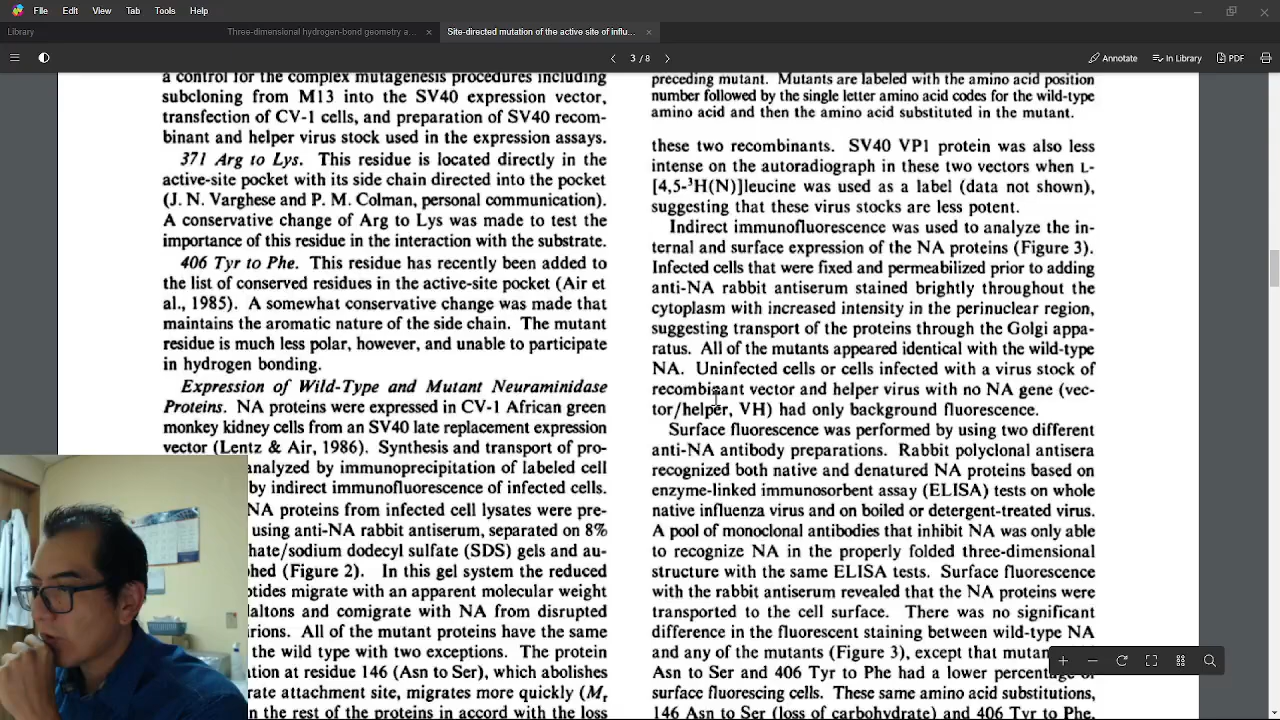 File Edit View Tab Tools Help
Library
Three-dimensional hydrogen-bond geometry a...
Site-directed mutation of the active site of influ...
3 / 8
Annotate
In Library
PDF
a control for the complex mutagenesis procedures including
subcloning from M13 into the SV40 expression vector,
transfection of CV-1 cells, and preparation of SV40 recom-
binant and helper virus stock used in the expression assays.
371 Arg to Lys. This residue is located directly in the
active-site pocket with its side chain directed into the pocket
(J. N. Varghese and P. M. Colman, personal communication).
A conservative change of Arg to Lys was made to test the
importance of this residue in the interaction with the substrate.
406 Tyr to Phe. This residue has recently been added to
the list of conserved residues in the active-site pocket (Air et
al., 1985). A somewhat conservative change was made that
maintains the aromatic nature of the side chain. The mutant
residue is much less polar, however, and unable to participate
in hydrogen bonding.
Expression of Wild-Type and Mutant Neuraminidase
Proteins. NA proteins were expressed in CV-1 African green
monkey kidney cells from an SV40 late replacement expression
vector (Lentz & Air, 1986). Synthesis and transport of pro-
analyzed by immunoprecipitation of labeled cell
by indirect immunofluorescence of infected cells.
NA proteins from infected cell lysates were pre-
using anti-NA rabbit antiserum, separated on 8%
hate/sodium dodecyl sulfate (SDS) gels and au-
hed (Figure 2). In this gel system the reduced
tides migrate with an apparent molecular weight
altons and comigrate with NA from disrupted
irions. All of the mutant proteins have the same
the wild type with two exceptions. The protein
tion at residue 146 (Asn to Ser), which abolishes
rate attachment site, migrates more quickly (Mr
n the rest of the proteins in accord with the loss
preceding mutant. Mutants are labeled with the amino acid position
number followed by the single letter amino acid codes for the wild-type
amino acid and then the amino acid substituted in the mutant.
these two recombinants. SV40 VP1 protein was also less
intense on the autoradiograph in these two vectors when L-
[4,5-³H(N)]leucine was used as a label (data not shown),
suggesting that these virus stocks are less potent.
Indirect immunofluorescence was used to analyze the in-
ternal and surface expression of the NA proteins (Figure 3).
Infected cells that were fixed and permeabilized prior to adding
anti-NA rabbit antiserum stained brightly throughout the
cytoplasm with increased intensity in the perinuclear region,
suggesting transport of the proteins through the Golgi appa-
ratus. All of the mutants appeared identical with the wild-type
NA. Uninfected cells or cells infected with a virus stock of
recombinant vector and helper virus with no NA gene (vec-
tor/helper, VH) had only background fluorescence.
Surface fluorescence was performed by using two different
anti-NA antibody preparations. Rabbit polyclonal antisera
recognized both native and denatured NA proteins based on
enzyme-linked immunosorbent assay (ELISA) tests on whole
native influenza virus and on boiled or detergent-treated virus.
A pool of monoclonal antibodies that inhibit NA was only able
to recognize NA in the properly folded three-dimensional
structure with the same ELISA tests. Surface fluorescence
with the rabbit antiserum revealed that the NA proteins were
transported to the cell surface. There was no significant
difference in the fluorescent staining between wild-type NA
and any of the mutants (Figure 3), except that mutan
Asn to Ser and 406 Tyr to Phe had a lower percentage of
surface fluorescing cells. These same amino acid substitutions,
146 Asn to Ser (loss of carbohydrate) and 406 Tyr to Phe,